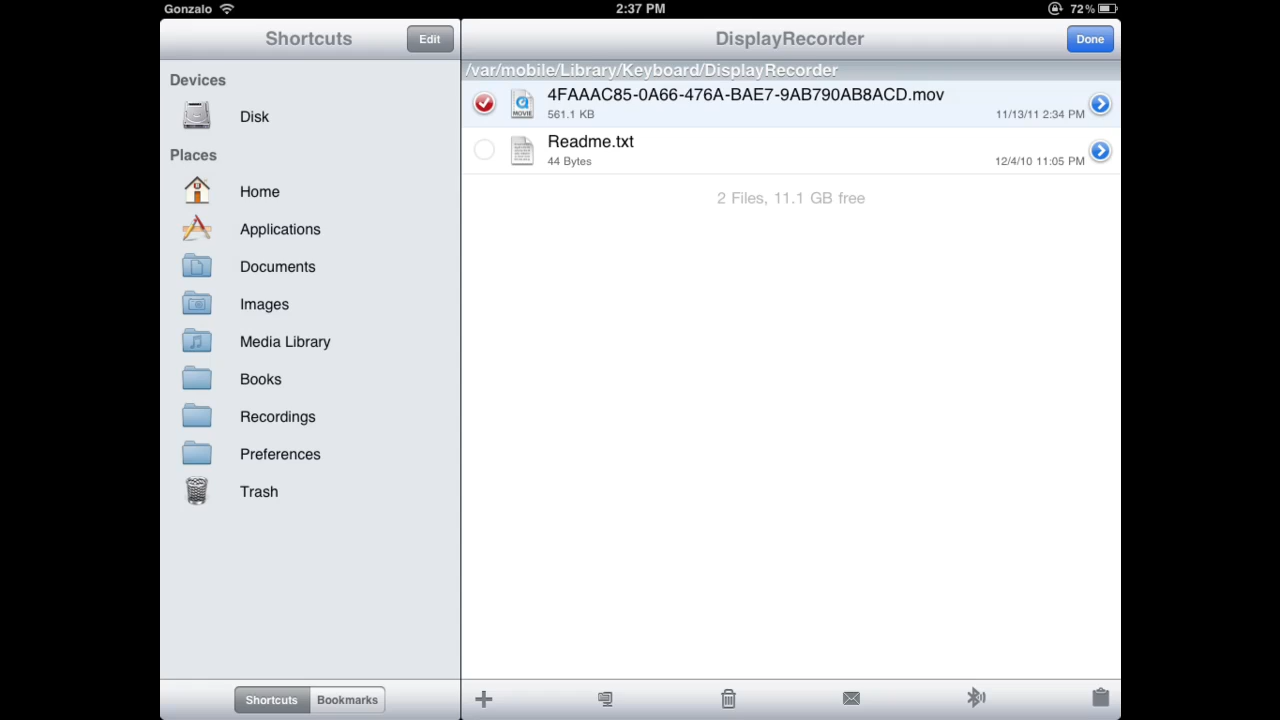 Gonzalo
2:37 PM
72%
Shortcuts
Edit
Devices
Disk
Places
Home
Applications
Documents
Images
Media Library
Books
Recordings
Preferences
Trash
Shortcuts
Bookmarks
DisplayRecorder
Done
/var/mobile/Library/Keyboard/DisplayRecorder
4FAAAC85-0A66-476A-BAE7-9AB790AB8ACD.mov
561.1 KB
11/13/11 2:34 PM
MOVIE
Readme.txt
44 Bytes
12/4/10 11:05 PM
2 Files, 11.1 GB free